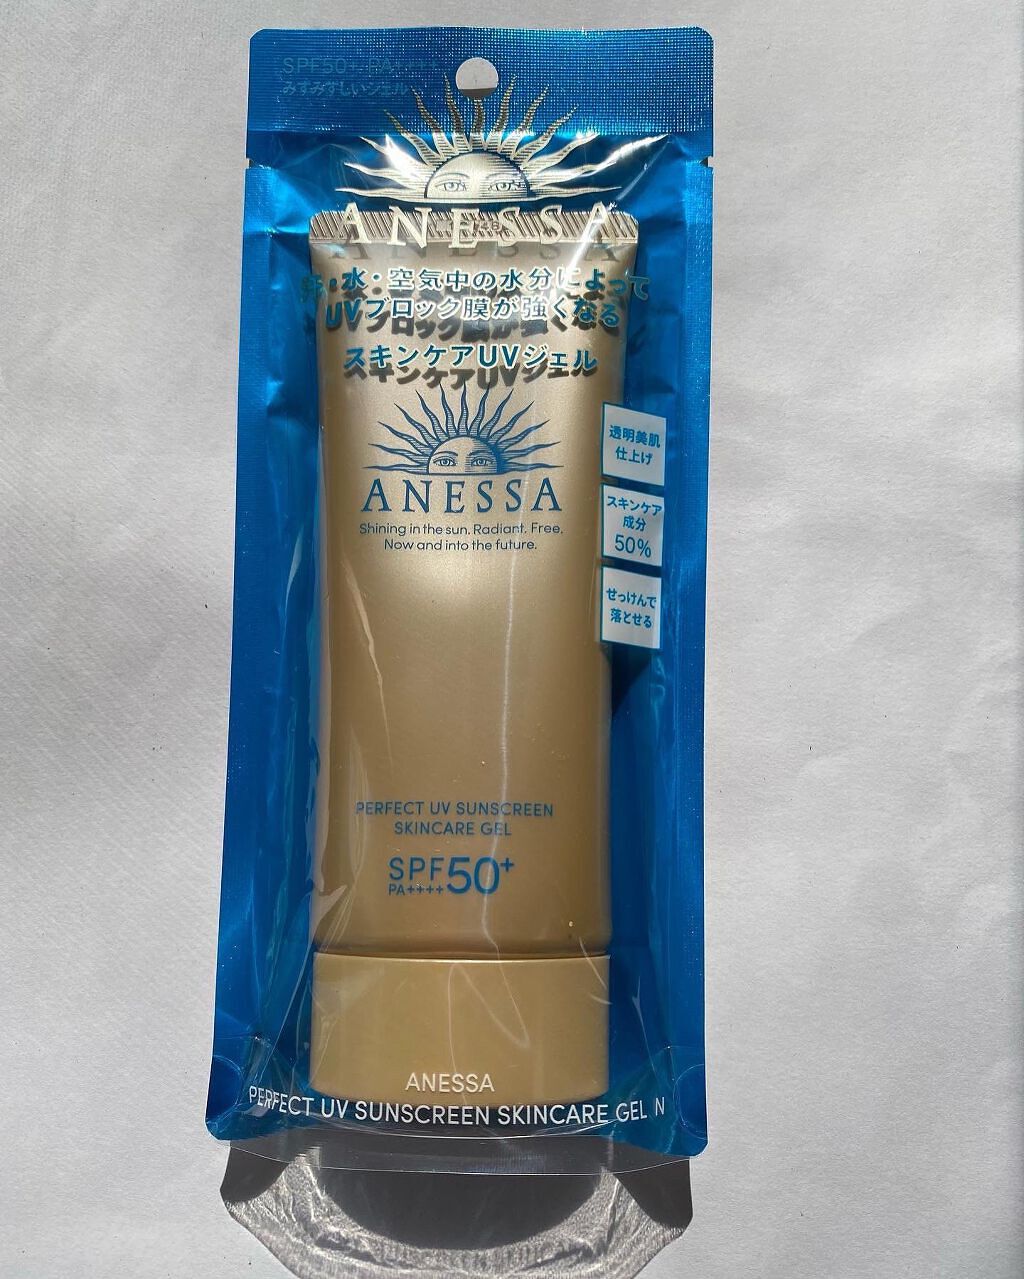 SPF50+・PA++++
みずみずしいジェル
ANESSA
汗・水・空気中の水分によって
UVブロック膜が強くなる
スキンケアUVジェル
ANESSA
Shining in the sun. Radiant. Free.
Now and into the future.
透明美肌
仕上げ
スキンケア
成分
50%
せっけんで
落とせる
PERFECT UV SUNSCREEN
SKINCARE GEL
SPF50+
PA++++
ANESSA
PERFECT UV SUNSCREEN SKINCARE GEL N